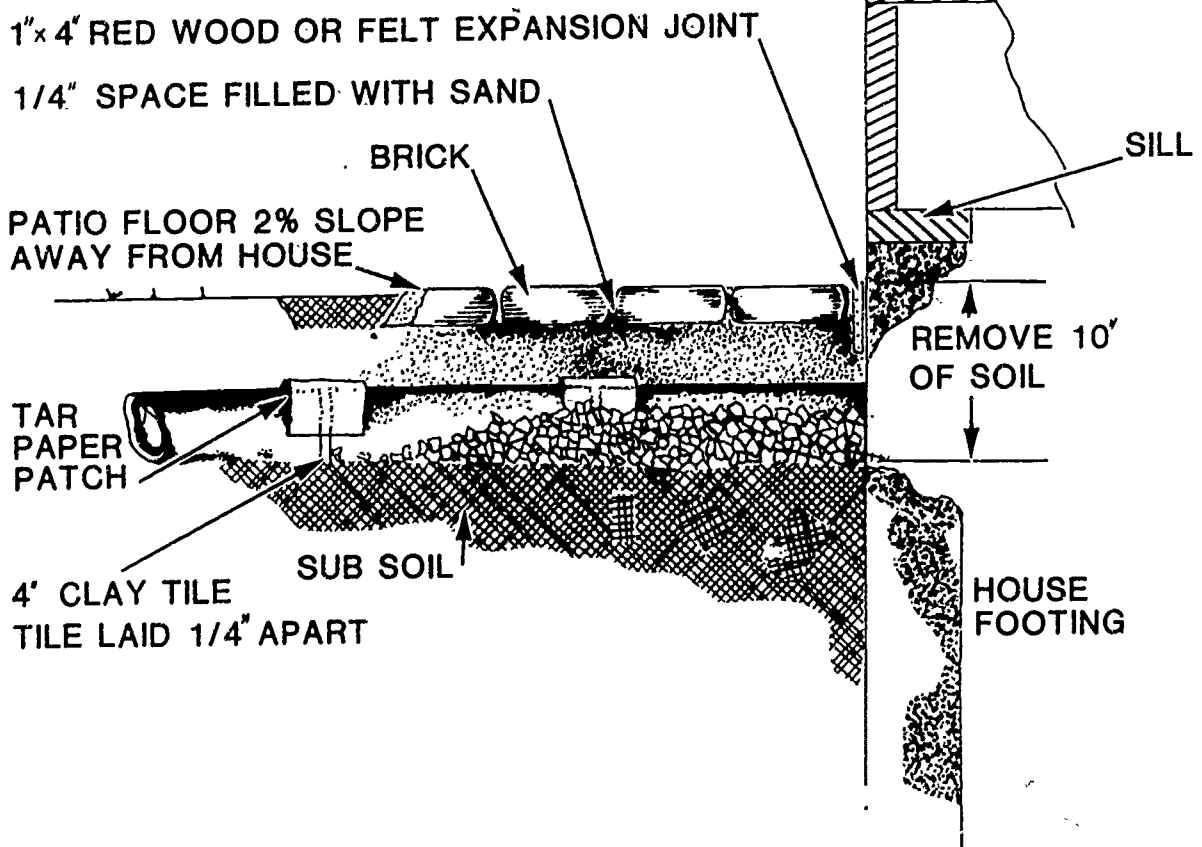 1"x 4" RED WOOD OR FELT EXPANSION JOINT
1/4" SPACE FILLED WITH SAND
BRICK
SILL
PATIO FLOOR 2% SLOPE
AWAY FROM HOUSE
REMOVE 10"
OF SOIL
TAR
PAPER
PATCH
SUB SOIL
4" CLAY TILE
TILE LAID 1/4" APART
HOUSE
FOOTING